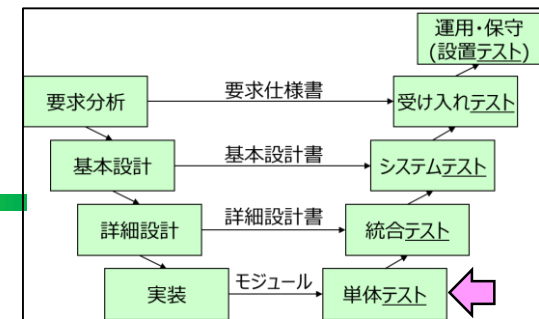 運用・保守
(設置テスト)
要求分析
要求仕様書
受け入れテスト
基本設計
基本設計書
システムテスト
詳細設計
詳細設計書
統合テスト
実装
モジュール
単体テスト